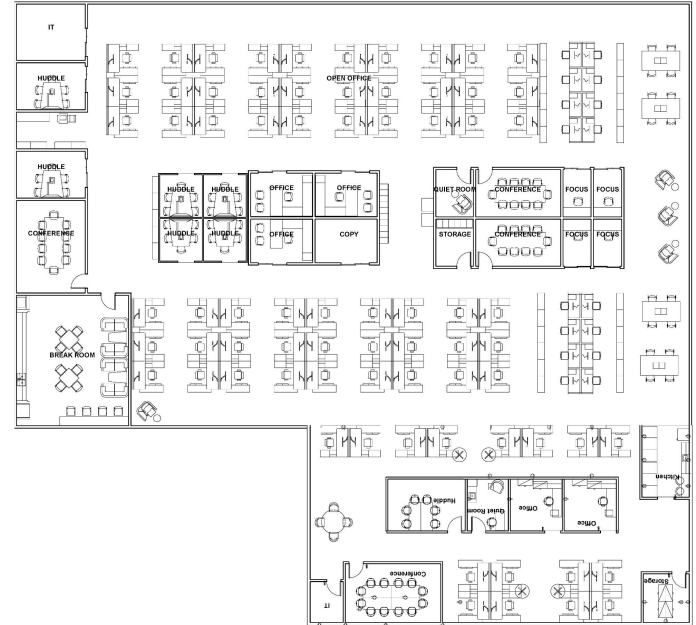 IT
HUDDLE
OPEN OFFICE
HUDDLE
HUDDLE
HUDDLE
OFFICE
OFFICE
QUIET ROOM
CONFERENCE
FOCUS
FOCUS
CONFERENCE
HUDDLE
HUDDLE
OFFICE
COPY
STORAGE
CONFERENCE
FOCUS
FOCUS
BREAK ROOM
Kitchen
Huddle
Quiet Room
Office
Office
Conference
Storage
IT